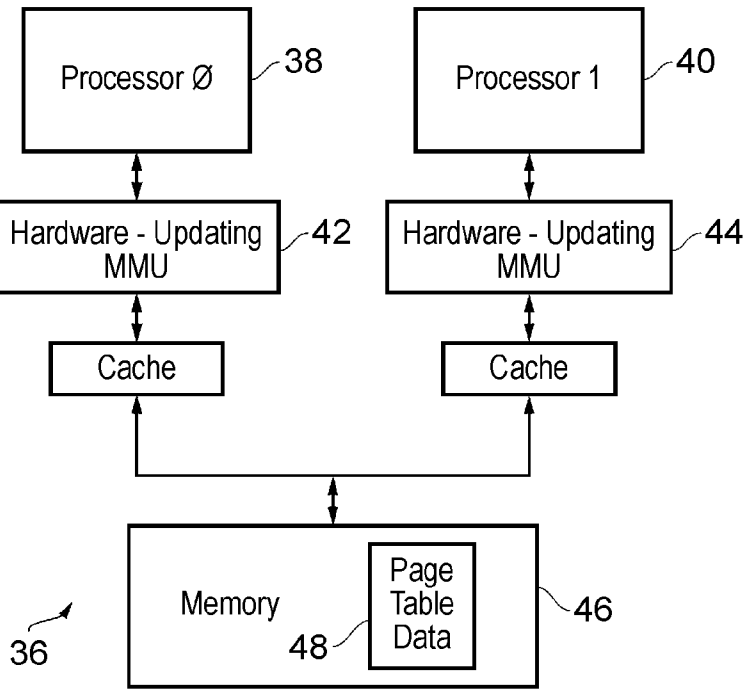 Processor Ø
38
Processor 1
40
Hardware - Updating
MMU
42
Hardware - Updating
MMU
44
Cache
Cache
Memory
Page
Table
Data
46
48
36